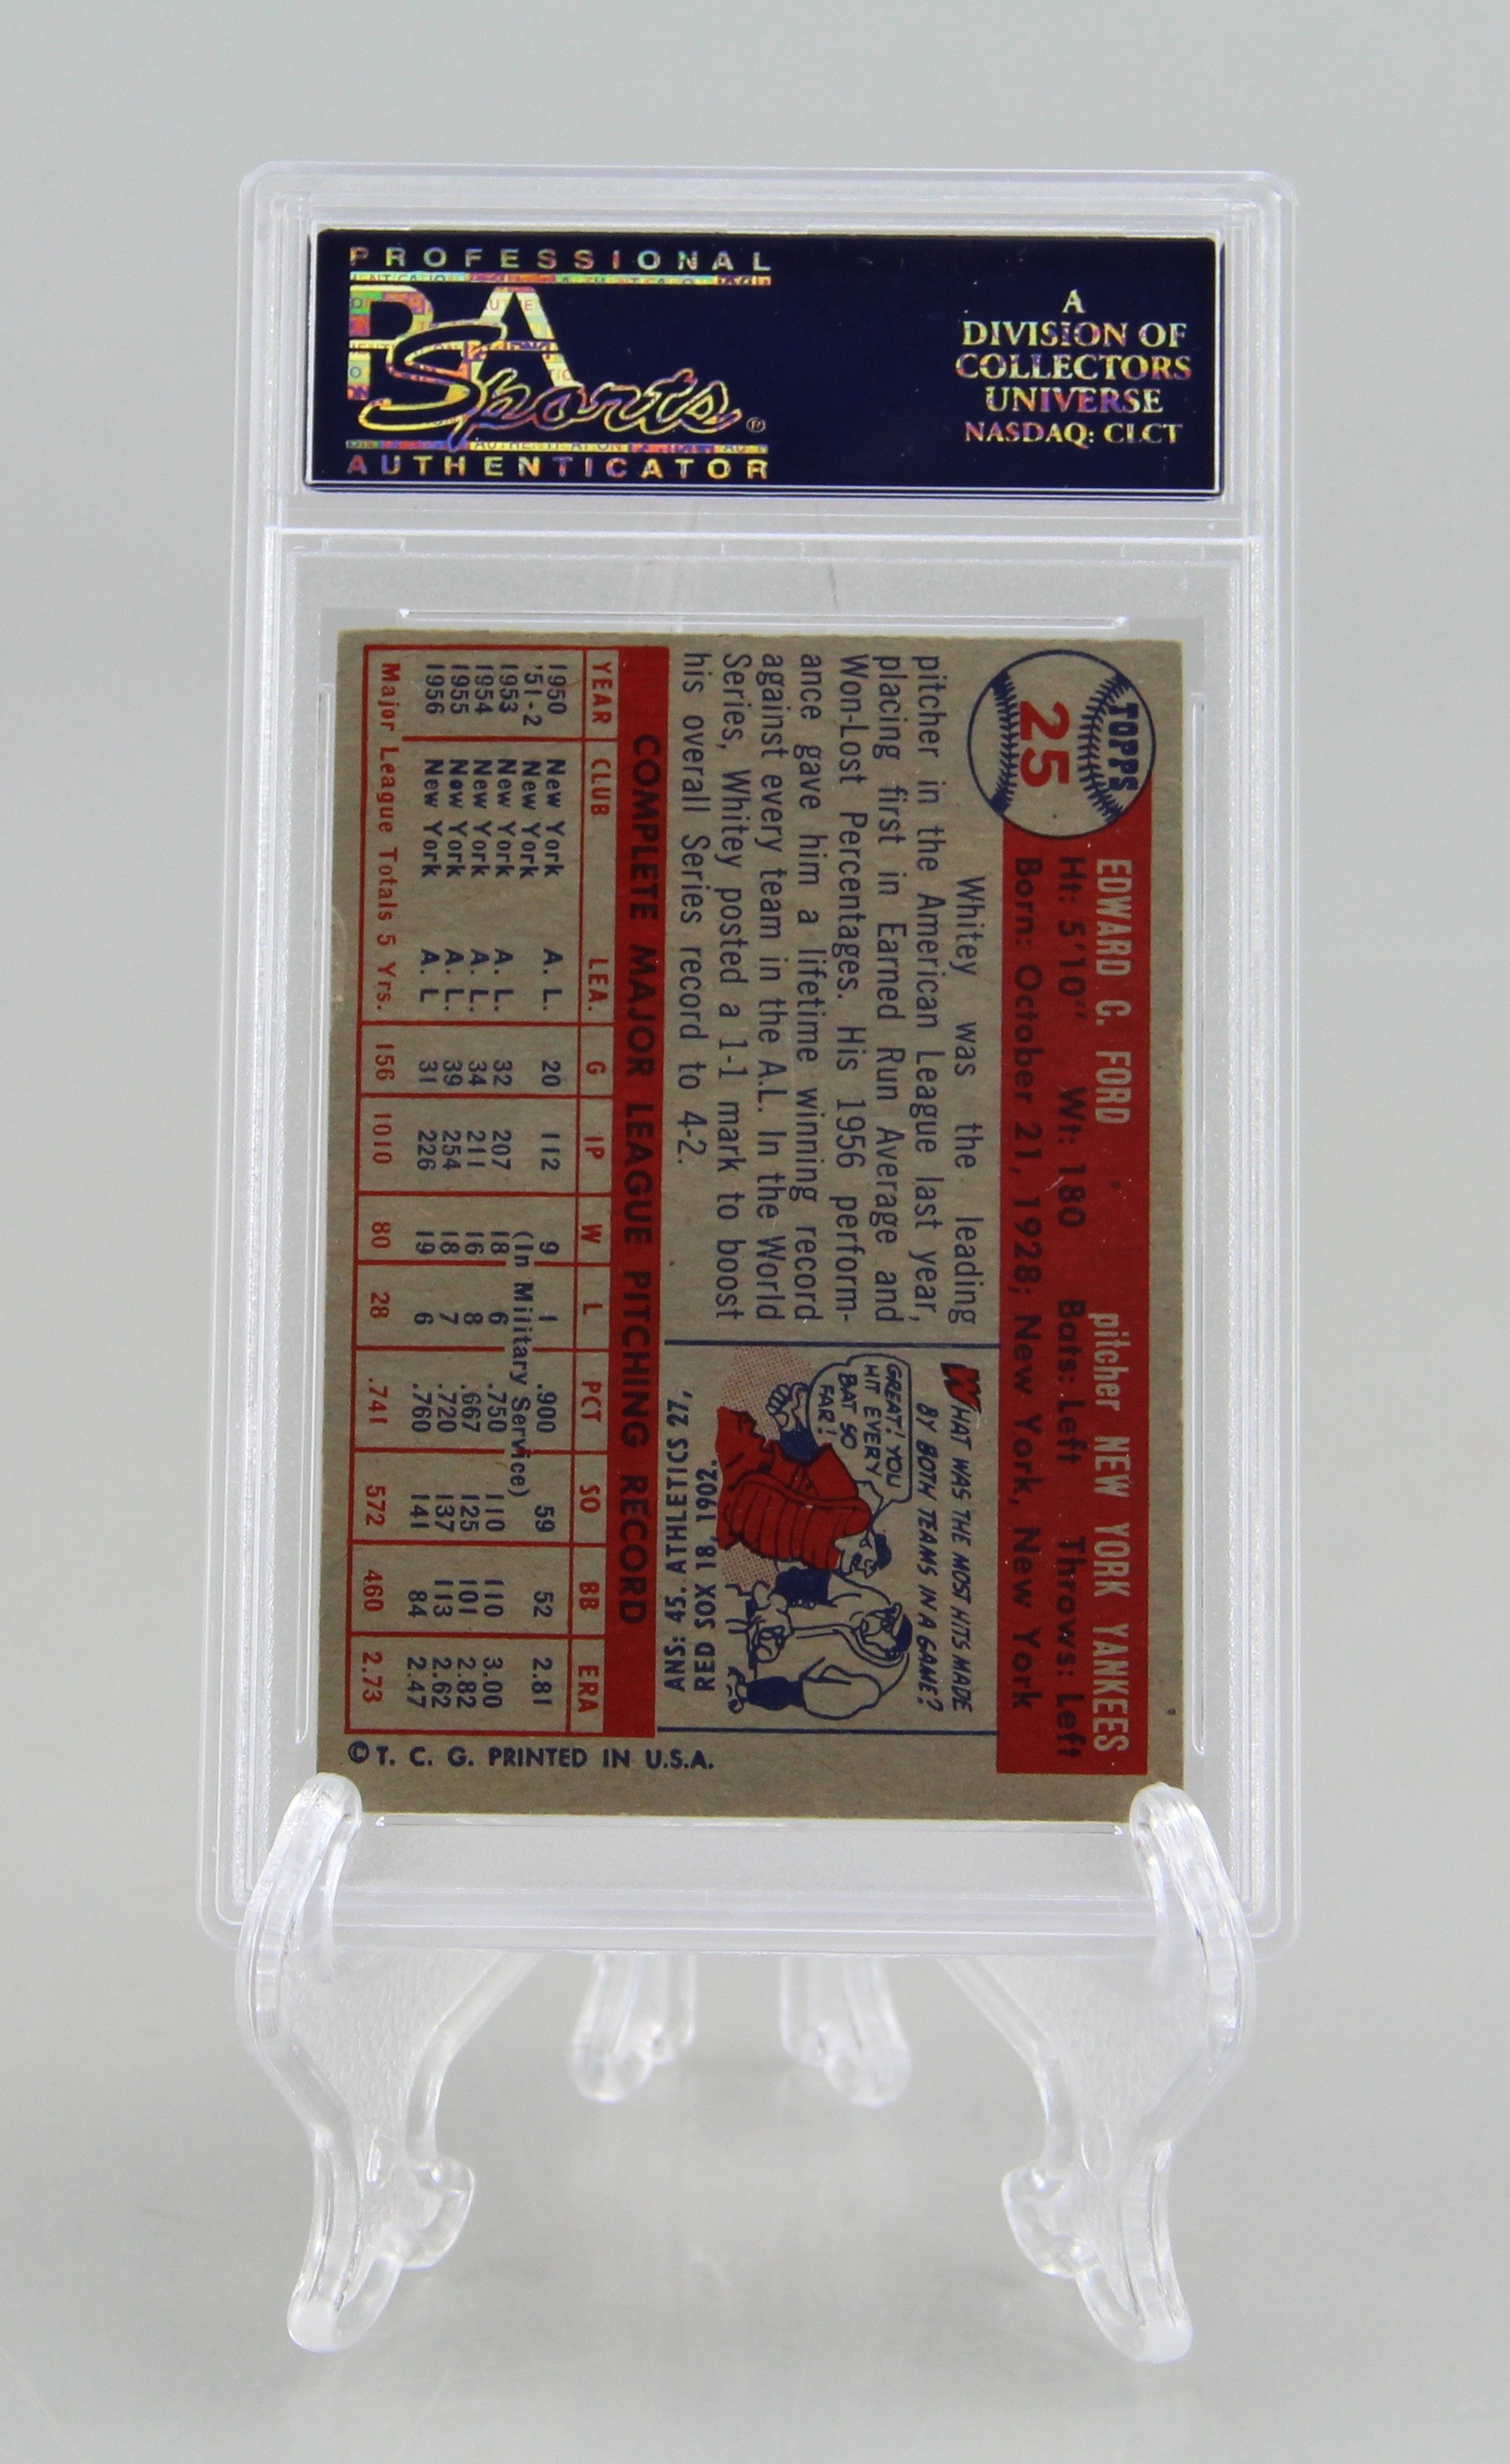 PROFESSIONAL
PSA
Sports®
AUTHENTICATOR
A
DIVISION OF
COLLECTORS
UNIVERSE
NASDAQ: CLCT
TOPPS
25
EDWARD C. FORD pitcher NEW YORK YANKEES
Ht: 5'10" Wt: 180 Bats: Left Throws: Left
Born: October 21, 1928; New York, New York
Whitey was the leading
pitcher in the American League last year,
placing first in Earned Run Average and
Won-Lost Percentages. His 1956 perform-
ance gave him a lifetime winning record
against every team in the A.L. In the World
Series, Whitey posted a 1-1 mark to boost
his overall Series record to 4-2.
WHAT WAS THE MOST HITS MADE
BY BOTH TEAMS IN A GAME?
GREAT! YOU
HIT EVERY
BAT SO
FAR!
ANS: 45. ATHLETICS 27,
RED SOX 18, 1902.
COMPLETE MAJOR LEAGUE PITCHING RECORD
YEAR CLUB LEA. G IP W L PCT SO BB ERA
1950 New York A. L. 20 112 9 1 .900 59 52 2.81
'51-2 New York (In Military Service)
1953 New York A. L. 32 207 18 6 .750 110 110 3.00
1954 New York A. L. 34 211 16 8 .667 125 101 2.82
1955 New York A. L. 39 254 18 7 .720 137 113 2.62
1956 New York A. L 31 226 19 6 .760 141 84 2.47
Major League Totals 5 Yrs. 156 1010 80 28 .741 572 460 2.73
© T. C. G. PRINTED IN U.S.A.